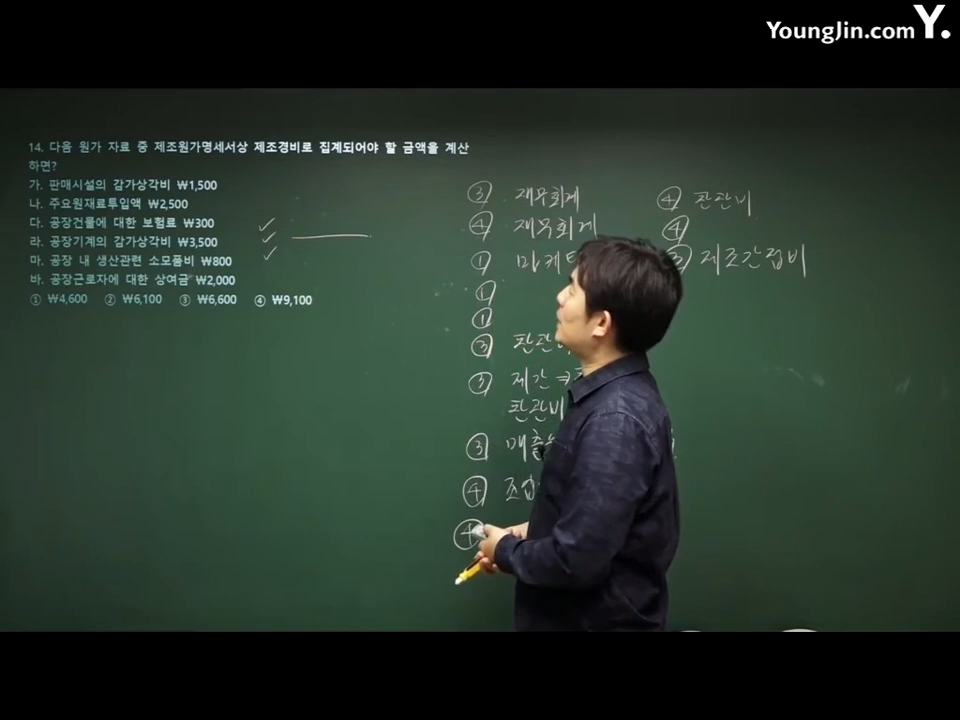 YoungJin.com Y.
14. 다음 원가 자료 중 제조원가명세서상 제조경비로 집계되어야 할 금액을 계산
하면?
가. 판매시설의 감가상각비 ₩1,500
나. 주요원재료투입액 ₩2,500
다. 공장건물에 대한 보험료 ₩300
라. 공장기계의 감가상각비 ₩3,500
마. 공장 내 생산관련 소모품비 ₩800
바. 공장근로자에 대한 상여금 ₩2,000
① ₩4,600 ② ₩6,100 ③ ₩6,600 ④ ₩9,100
③ 재무회계
④ 재무회계
① 마케
①
①
③ 판관
③ 제간
판관비
③ 매출
④ 조업
④
④ 판관비
④
제조간접비